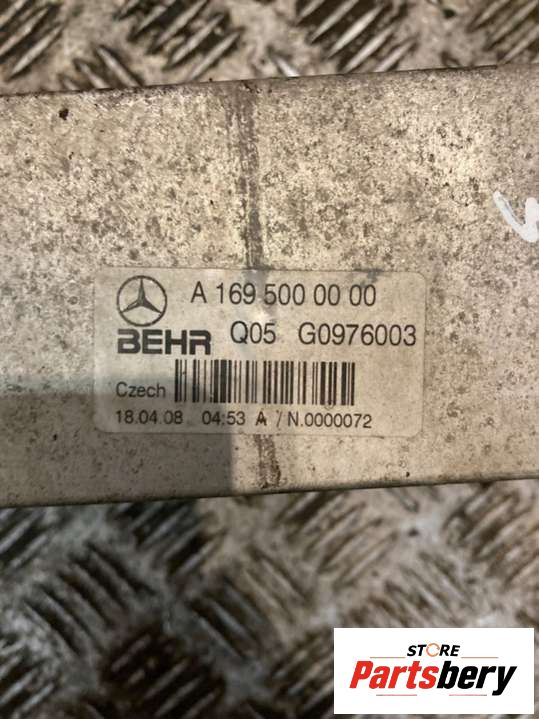 A 169 500 00 00
BEHR Q05 G0976003
Czech
18.04.08 04:53 A / N.0000072
STORE
Partsbery